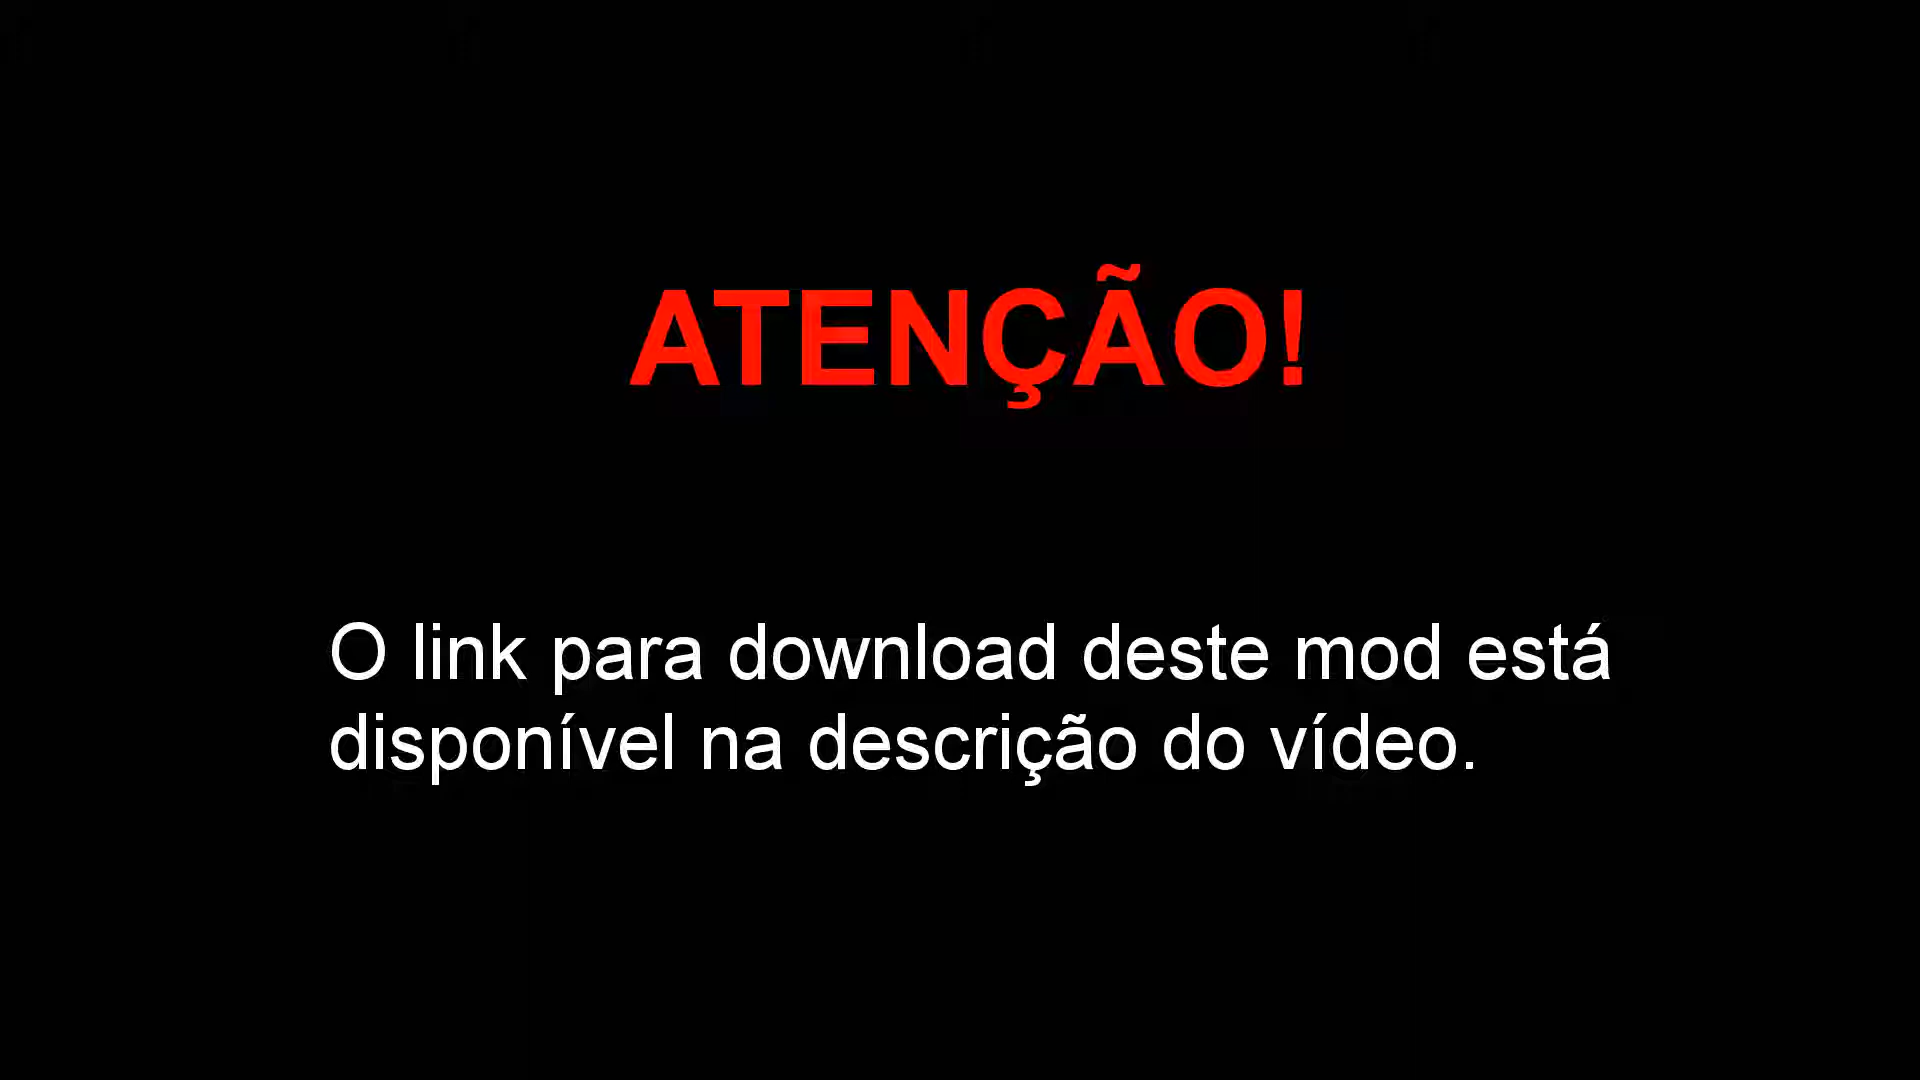 ATENÇÃO!
O link para download deste mod está
disponível na descrição do vídeo.